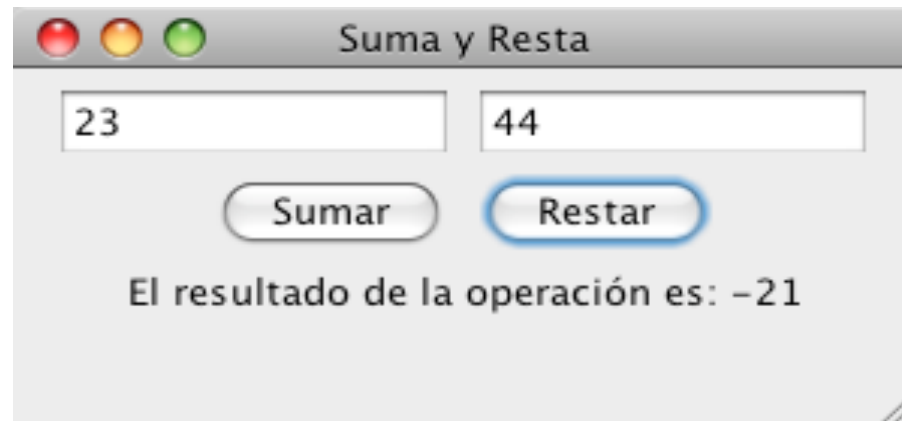 Suma y Resta
23 44
Sumar Restar
El resultado de la operación es: −21